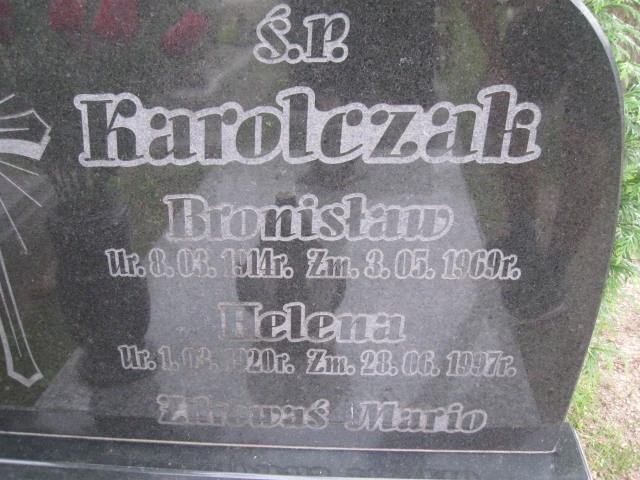 Ś.P.
Karolczak
Bronisław
Ur. 8. 03. 1914r. Zm. 3. 05. 1969r.
Helena
Ur. 1. 03. 1920r. Zm. 28. 06. 1997r.
Zdrowaś Mario